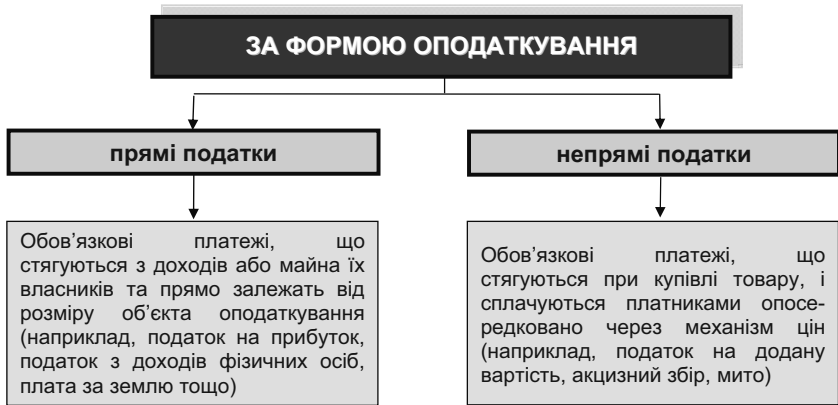 ЗА ФОРМОЮ ОПОДАТКУВАННЯ
прямі податки
непрямі податки
Обов’язкові платежі, що
стягуються з доходів або майна їх
власників та прямо залежать від
розміру об’єкта оподаткування
(наприклад, податок на прибуток,
податок з доходів фізичних осіб,
плата за землю тощо)
Обов’язкові платежі, що
стягуються при купівлі товару, і
сплачуються платниками опосе-
редковано через механізм цін
(наприклад, податок на додану
вартість, акцизний збір, мито)